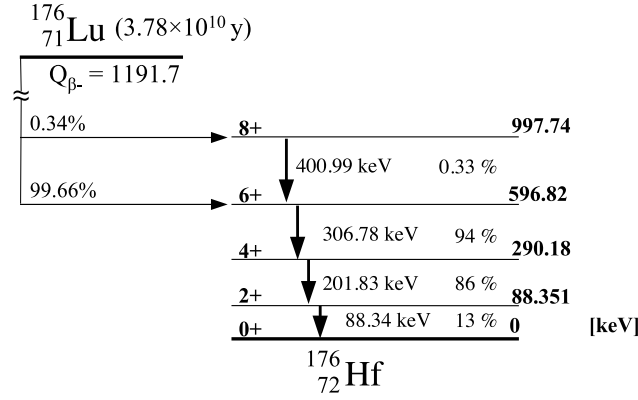 176
71Lu (3.78×10¹⁰ y)
Qβ- = 1191.7
0.34% 8+ 997.74
400.99 keV 0.33 %
99.66% 6+ 596.82
306.78 keV 94 %
4+ 290.18
201.83 keV 86 %
2+ 88.351
88.34 keV 13 %
0+ 0 [keV]
176
72Hf